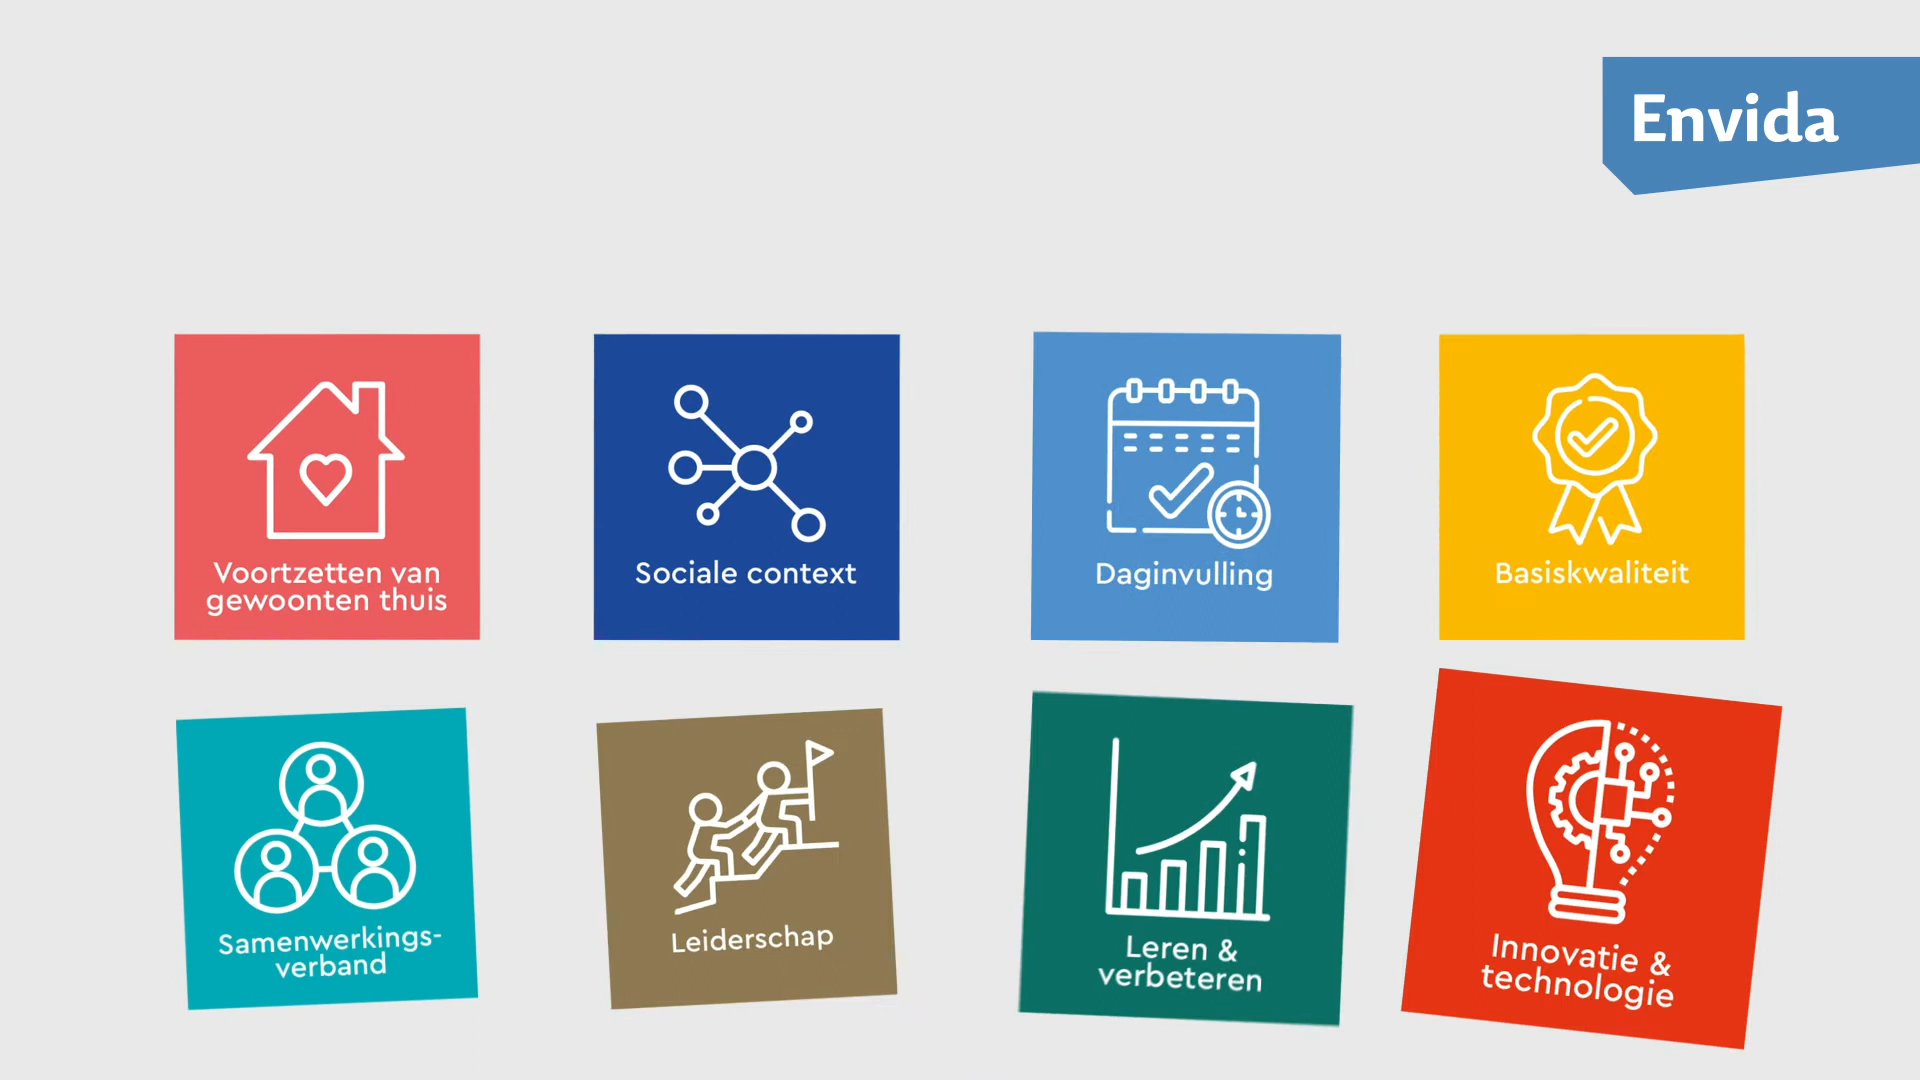 Envida
Voortzetten van
gewoonten thuis
Sociale context
Daginvulling
Basiskwaliteit
Samenwerkings-
verband
Leiderschap
Leren &
verbeteren
Innovatie &
technologie